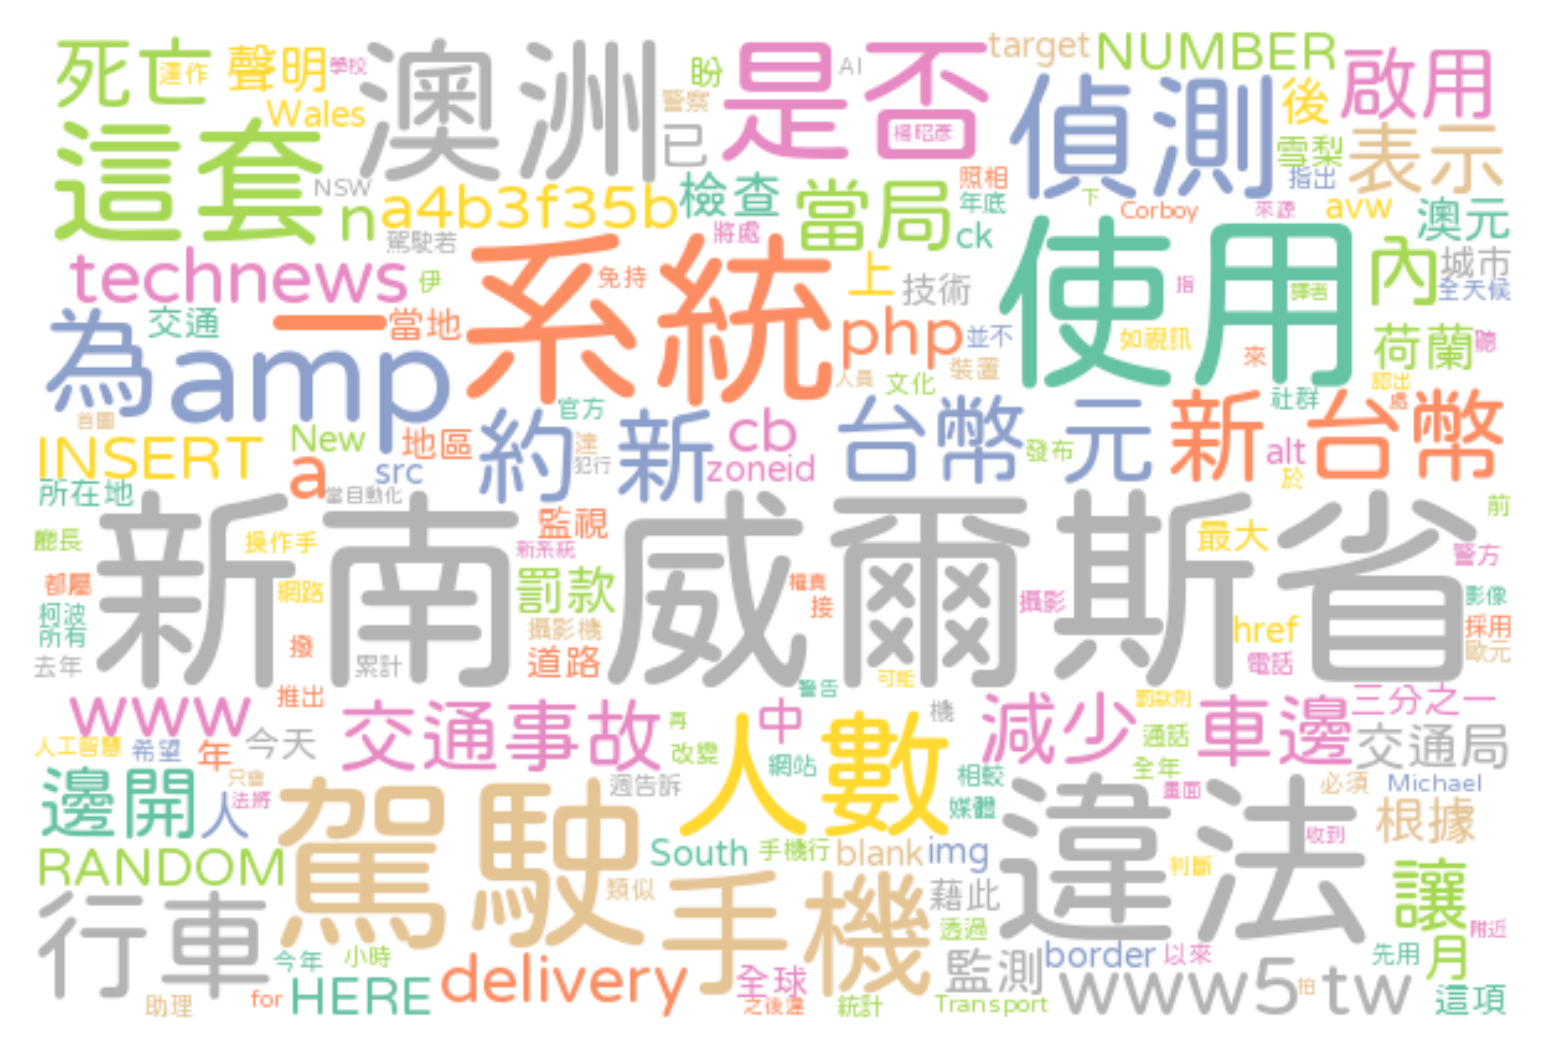 死亡
運作
聲明
學校
澳洲
盼
是否
AI
target
NUMBER
啟用
Wales
警察
已
楊昭彥
偵測
後
這套
NSW
n
a4b3f35b
檢查
當局
照相
年底
雪梨
指出
表示
駕駛若
將處
ck
下
Corboy
來源
avw
澳元
technews
伊
系統
免持
上
技術
使用
指
譯者
內
城市
全天候
為
交通
一
當地
php
並不
如視訊
荷蘭
聽
amp
人員
文化
裝置
來
認出
首圖
New
地區
官方
約
新
cb
台幣
元
社群
處
新台幣
INSERT
a
src
達
犯行
zoneid
發布
alt
於
所在地
當自動化
新南威爾斯省
前
廳長
操作手
監視
新系統
最大
警方
都屬
網路
罰款
權責
接
攝影
影像
柯波
所有
撥
攝影機
href
採用
去年
累計
道路
可能
電話
歐元
推出
警告
www
交通事故
再
人數
中
機
減少
罰款則
車邊
三分之一
人工智慧
希望
年
今天
改變
網站
通話
交通局
邊開
只會
法將
週告訴
相較
全年
畫面
必須
Michael
人
駕駛
媒體
違法
收到
根據
RANDOM
South
手機行
blank
img
判斷
行車
類似
手機
藉此
讓
今年
小時
透過
附近
助理
for
HERE
delivery
全球
之後違
統計
監測
border
以來
先用
月
Transport
www5
拍
tw
這項